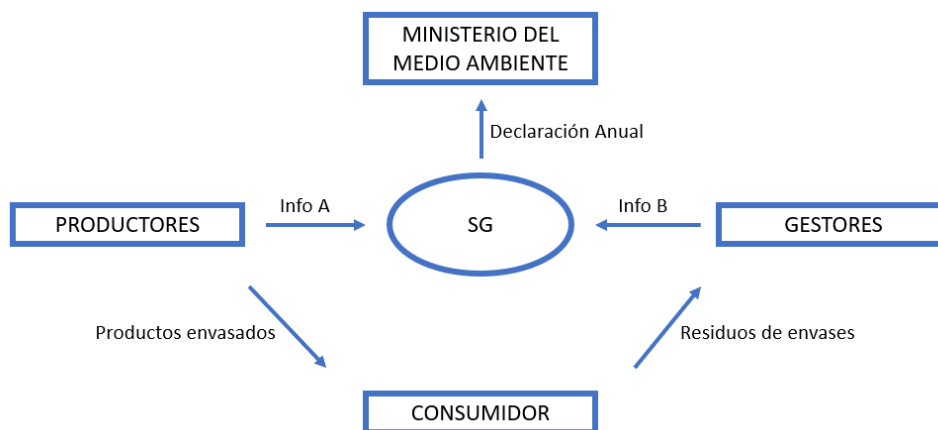 MINISTERIO DEL
MEDIO AMBIENTE
Declaración Anual
Info A
Info B
PRODUCTORES
SG
GESTORES
Productos envasados
Residuos de envases
CONSUMIDOR